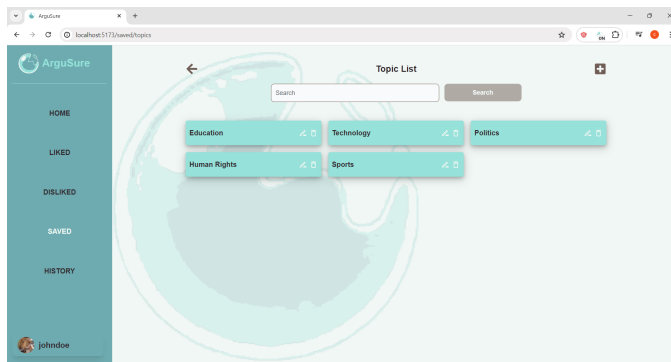 ArguSure
localhost:5173/saved/topics
ON
ArguSure
Topic List
Search
Search
HOME
Education
Technology
Politics
LIKED
Human Rights
Sports
DISLIKED
SAVED
HISTORY
johndoe